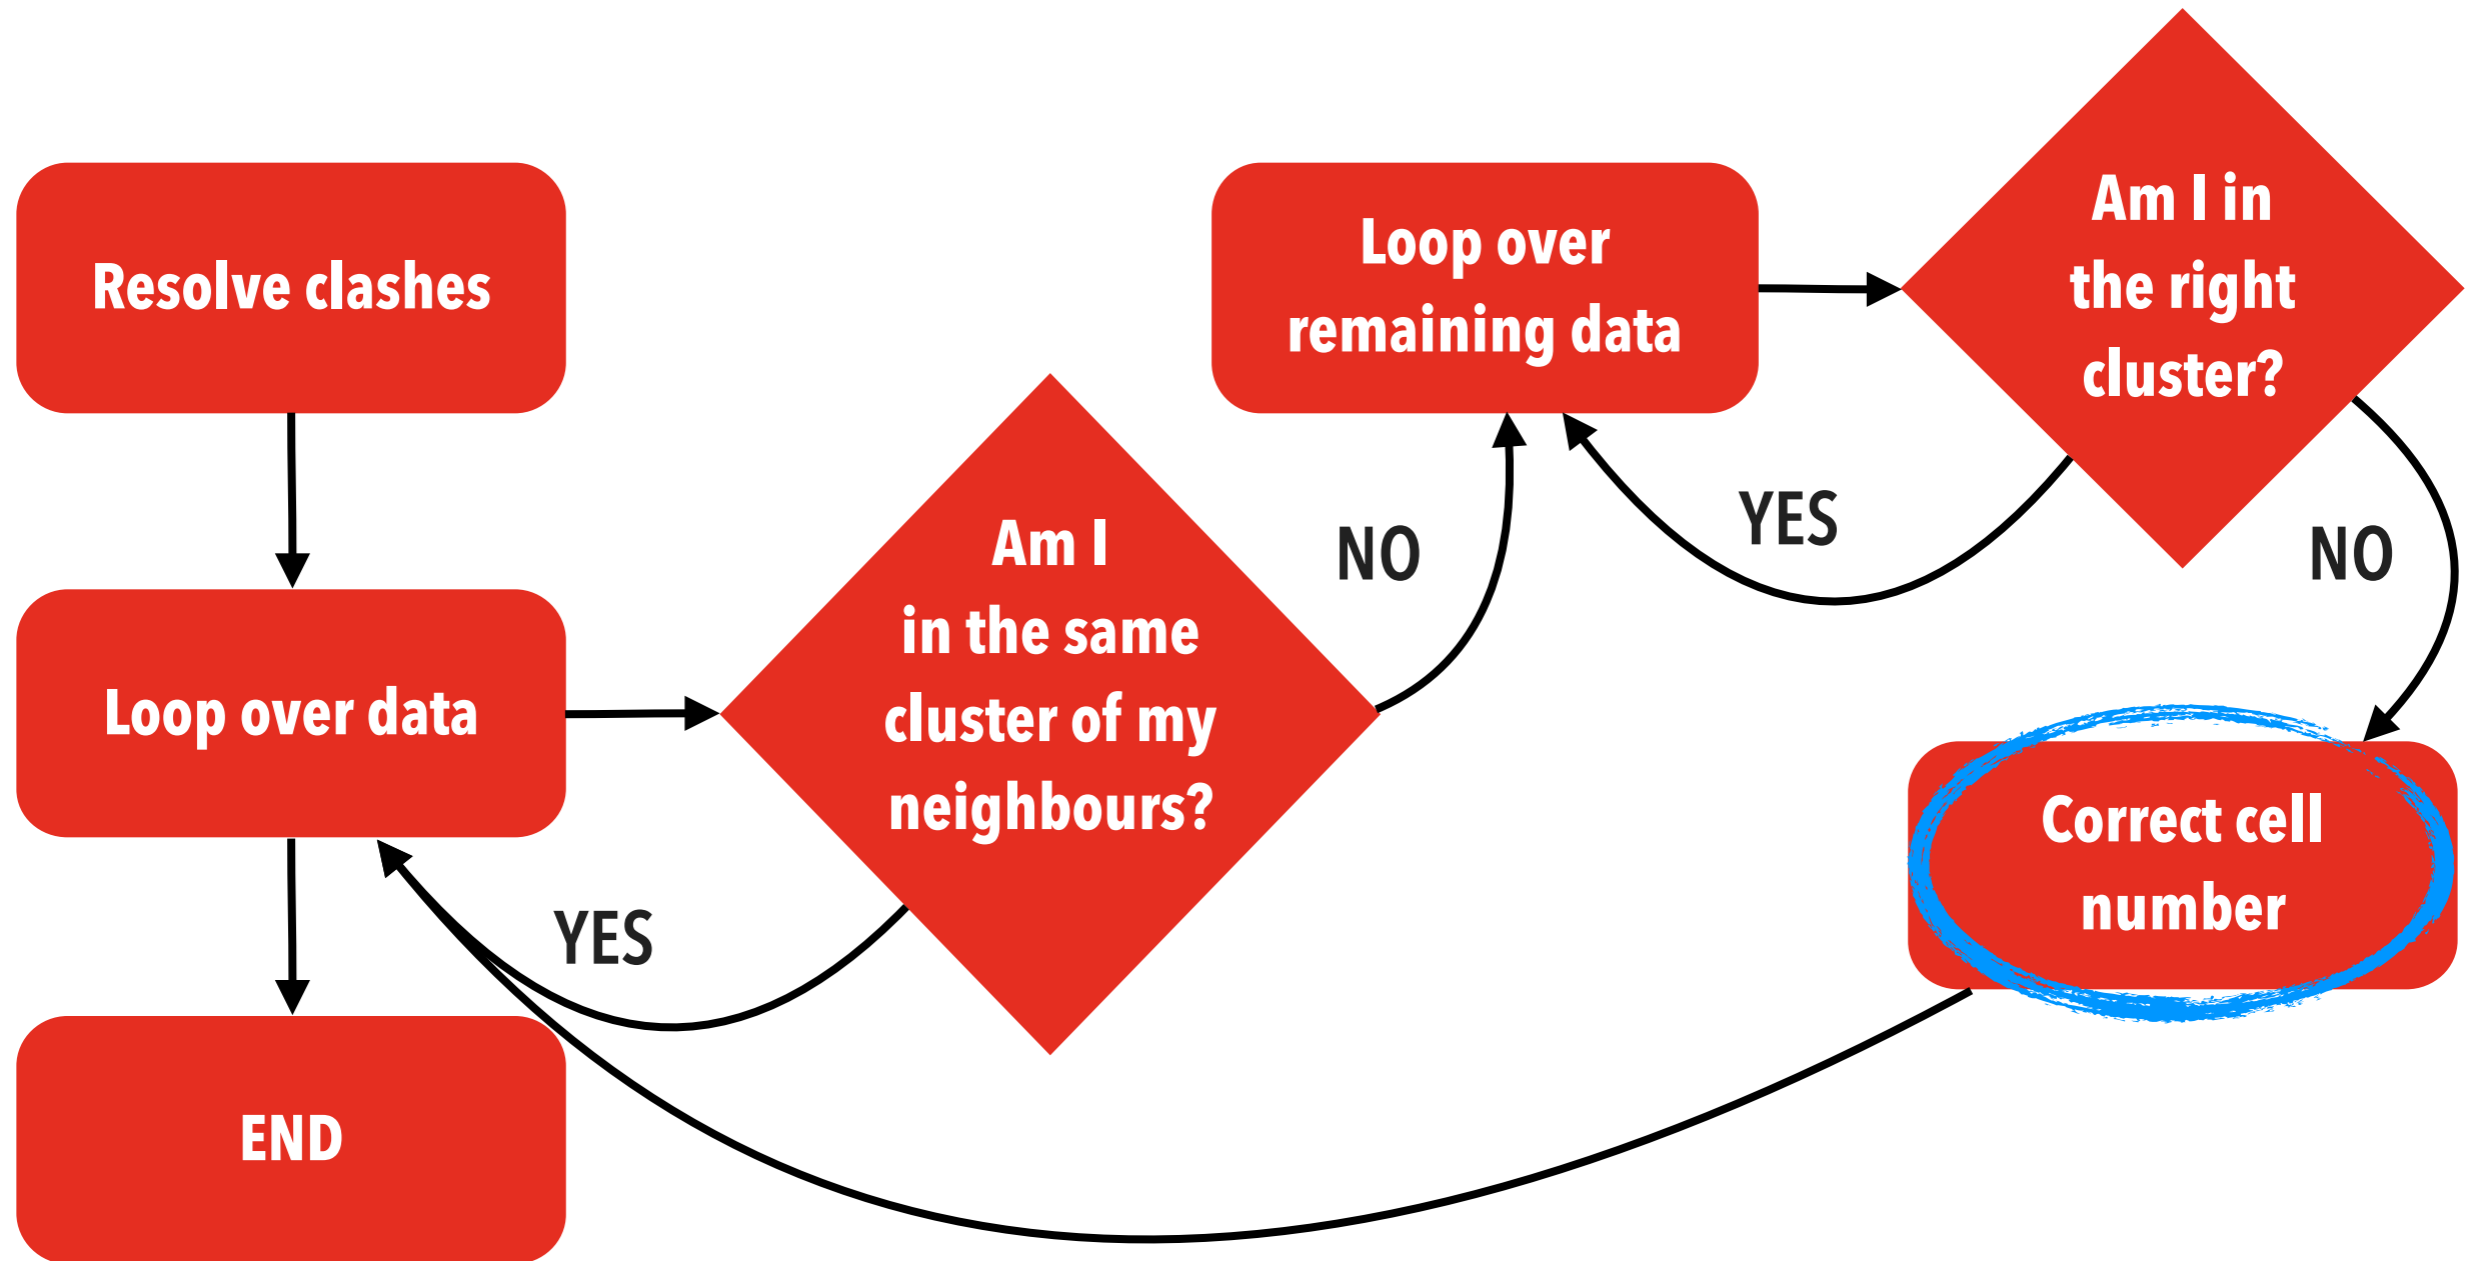 Resolve clashes
Loop over data
END
Am I
in the same
cluster of my
neighbours?
YES
NO
Loop over
remaining data
Am I in
the right
cluster?
YES
NO
Correct cell
number